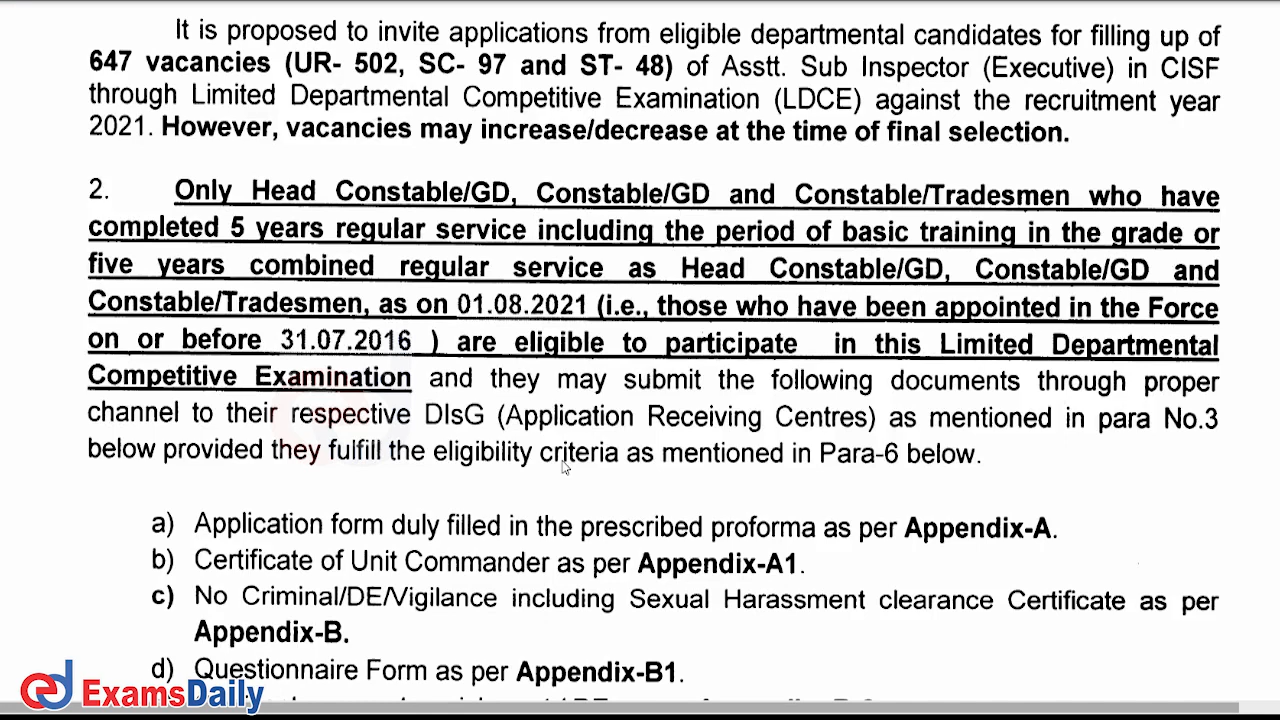 It is proposed to invite applications from eligible departmental candidates for filling up of
647 vacancies (UR- 502, SC- 97 and ST- 48) of Asstt. Sub Inspector (Executive) in CISF
through Limited Departmental Competitive Examination (LDCE) against the recruitment year
2021. However, vacancies may increase/decrease at the time of final selection.
2. Only Head Constable/GD, Constable/GD and Constable/Tradesmen who have
completed 5 years regular service including the period of basic training in the grade or
five years combined regular service as Head Constable/GD, Constable/GD and
Constable/Tradesmen, as on 01.08.2021 (i.e., those who have been appointed in the Force
on or before 31.07.2016 ) are eligible to participate in this Limited Departmental
Competitive Examination and they may submit the following documents through proper
channel to their respective DIsG (Application Receiving Centres) as mentioned in para No.3
below provided they fulfill the eligibility criteria as mentioned in Para-6 below.
a) Application form duly filled in the prescribed proforma as per Appendix-A.
b) Certificate of Unit Commander as per Appendix-A1.
c) No Criminal/DE/Vigilance including Sexual Harassment clearance Certificate as per
Appendix-B.
d) Questionnaire Form as per Appendix-B1.
ExamsDaily